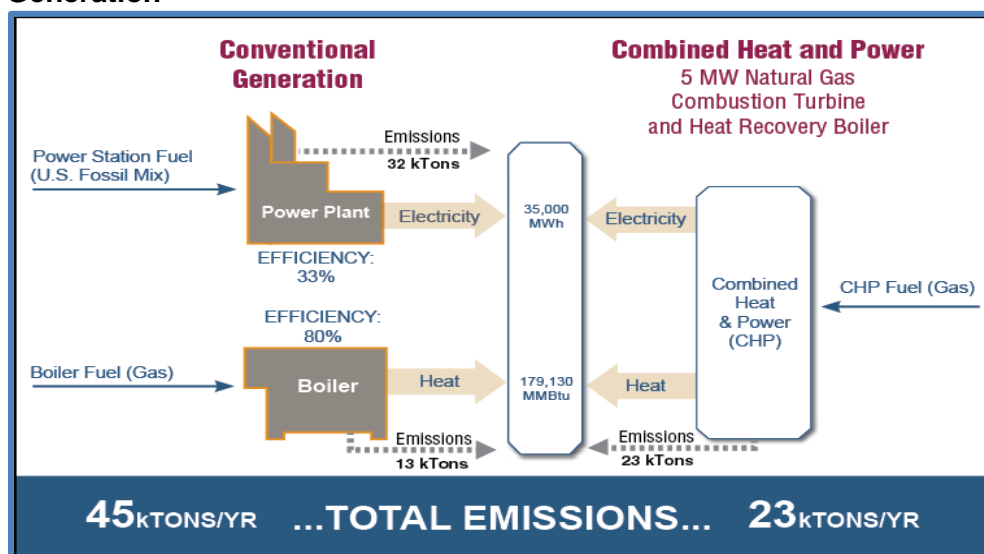 Generation
Conventional
Generation
Combined Heat and Power
5 MW Natural Gas
Combustion Turbine
and Heat Recovery Boiler
Emissions
32 kTons
Power Station Fuel
(U.S. Fossil Mix)
Power Plant
Electricity
35,000
MWh
Electricity
EFFICIENCY:
33%
Combined
Heat
& Power
(CHP)
CHP Fuel (Gas)
EFFICIENCY:
80%
Boiler Fuel (Gas)
Boiler
Heat
179,130
MMBtu
Heat
Emissions
13 kTons
Emissions
23 kTons
45kTONS/YR ...TOTAL EMISSIONS... 23kTONS/YR